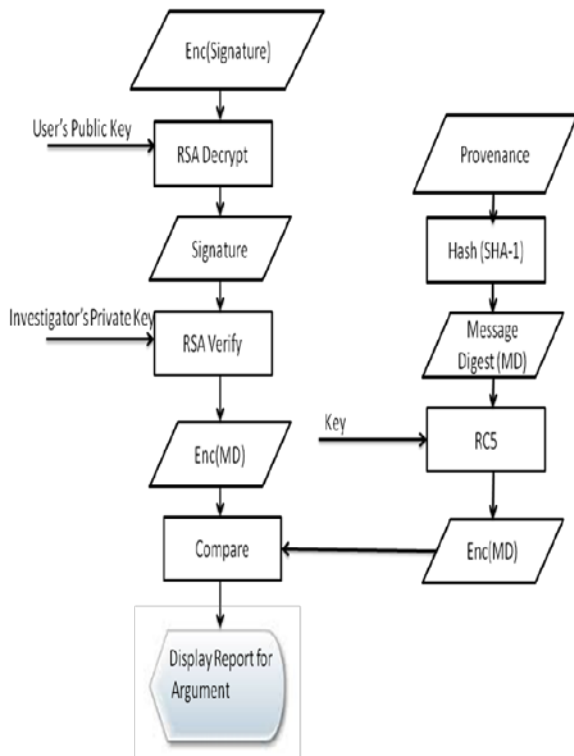 Enc(Signature)
User's Public Key
RSA Decrypt
Signature
Investigator's Private Key
RSA Verify
Enc(MD)
Compare
Display Report for
Argument
Provenance
Hash (SHA-1)
Message
Digest (MD)
Key
RC5
Enc(MD)